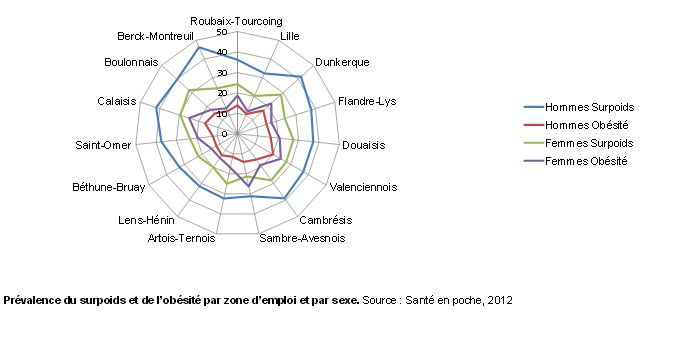 Roubaix-Tourcoing
Berck-Montreuil
50
Lille
40
Boulonnais
Dunkerque
30
20
Calaisis
Flandre-Lys
10
0
Saint-Omer
Douaisis
Béthune-Bruay
Valenciennois
Lens-Hénin
Cambrésis
Artois-Ternois
Sambre-Avesnois
Hommes Surpoids
Hommes Obésité
Femmes Surpoids
Femmes Obésité
Prévalence du surpoids et de l'obésité par zone d'emploi et par sexe. Source : Santé en poche, 2012